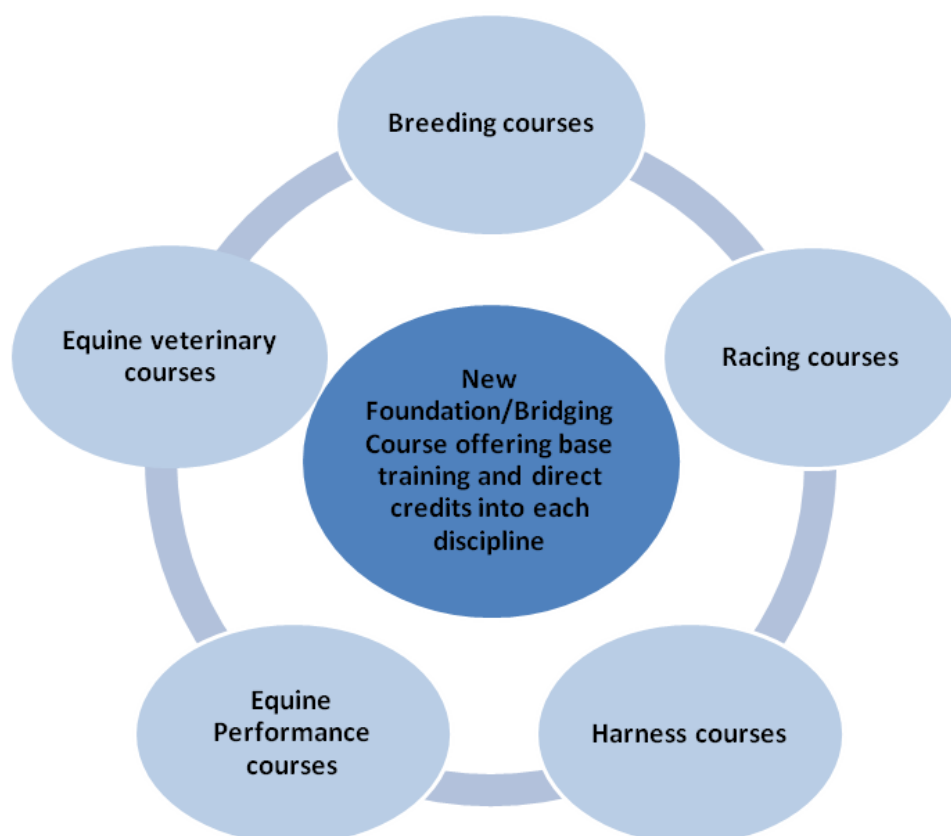 Breeding courses
Equine veterinary
courses
Racing courses
New
Foundation/Bridging
Course offering base
training and direct
credits into each
discipline
Equine
Performance
courses
Harness courses